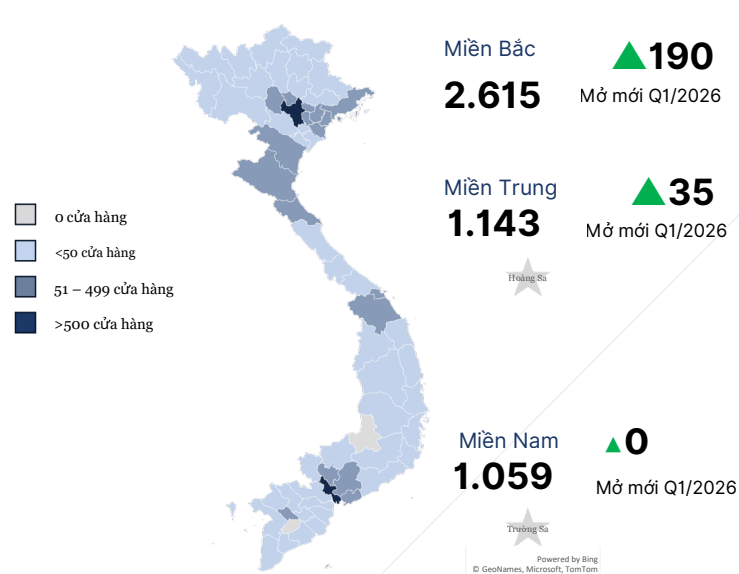 Miền Bắc
190
2.615
Mở mới Q1/2026
Miền Trung
35
1.143
Mở mới Q1/2026
0 cửa hàng
<50 cửa hàng
51 – 499 cửa hàng
>500 cửa hàng
Hoàng Sa
Miền Nam
0
1.059
Mở mới Q1/2026
Trường Sa
Powered by Bing
© GeoNames, Microsoft, TomTom